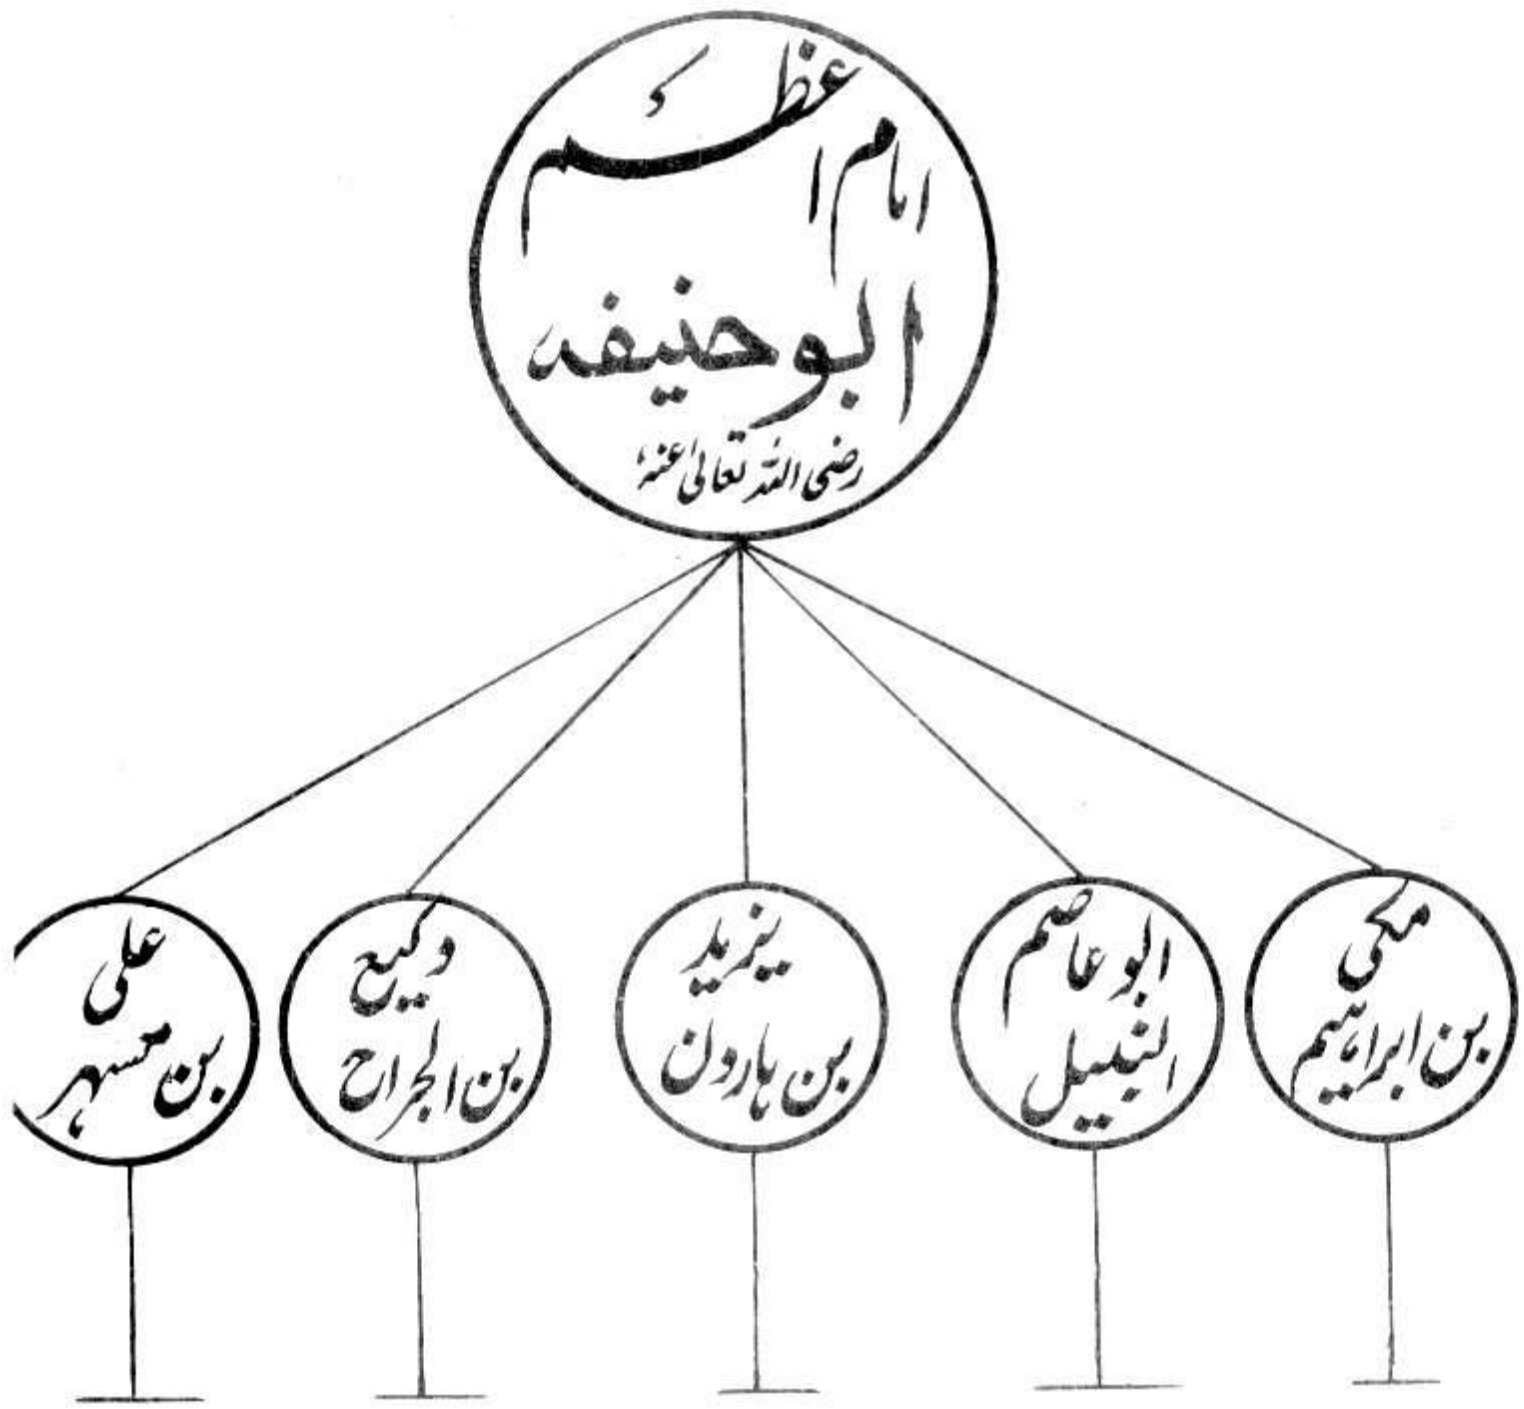 امام اعظم
ابو حنیفہ
رضی اللہ تعالیٰ عنہ
مکی
بن ابراہیم
ابو عاصم
النبیل
یزید
بن ہارون
وکیع
بن الجراح
علی
بن مسہر